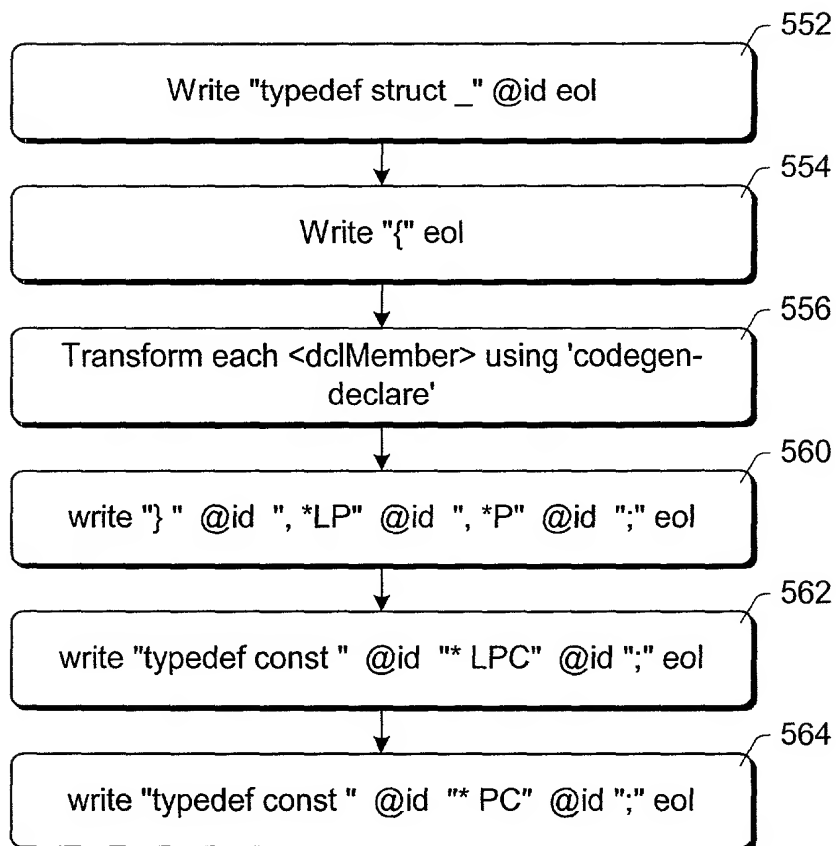 552
Write "typedef struct _" @id eol
554
Write "{" eol
556
Transform each <dclMember> using 'codegen-
declare'
560
write "} " @id ", *LP" @id ", *P" @id ";" eol
562
write "typedef const " @id "* LPC" @id ";" eol
564
write "typedef const " @id "* PC" @id ";" eol